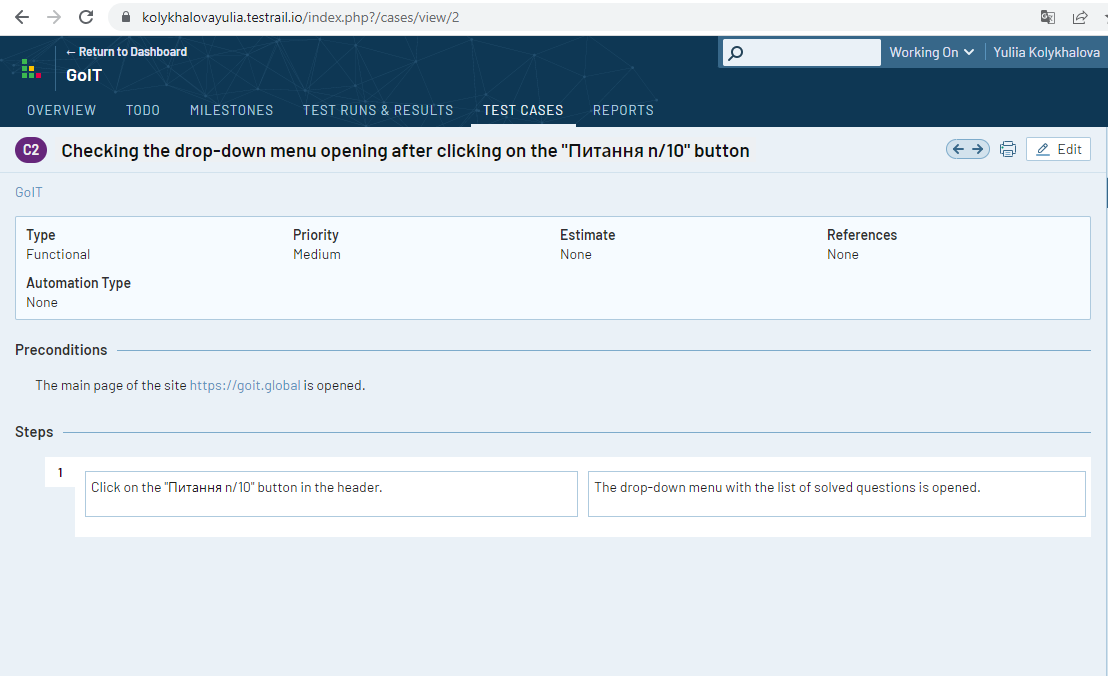 kolykhalovayulia.testrail.io/index.php?/cases/view/2
← Return to Dashboard
GoIT
Working On
Yuliia Kolykhalova
OVERVIEW TODO MILESTONES TEST RUNS & RESULTS TEST CASES REPORTS
C2 Checking the drop-down menu opening after clicking on the "Питання n/10" button
Edit
GoIT
Type Priority Estimate References
Functional Medium None None
Automation Type
None
Preconditions
The main page of the site https://goit.global is opened.
Steps
1
Click on the "Питання n/10" button in the header.
The drop-down menu with the list of solved questions is opened.